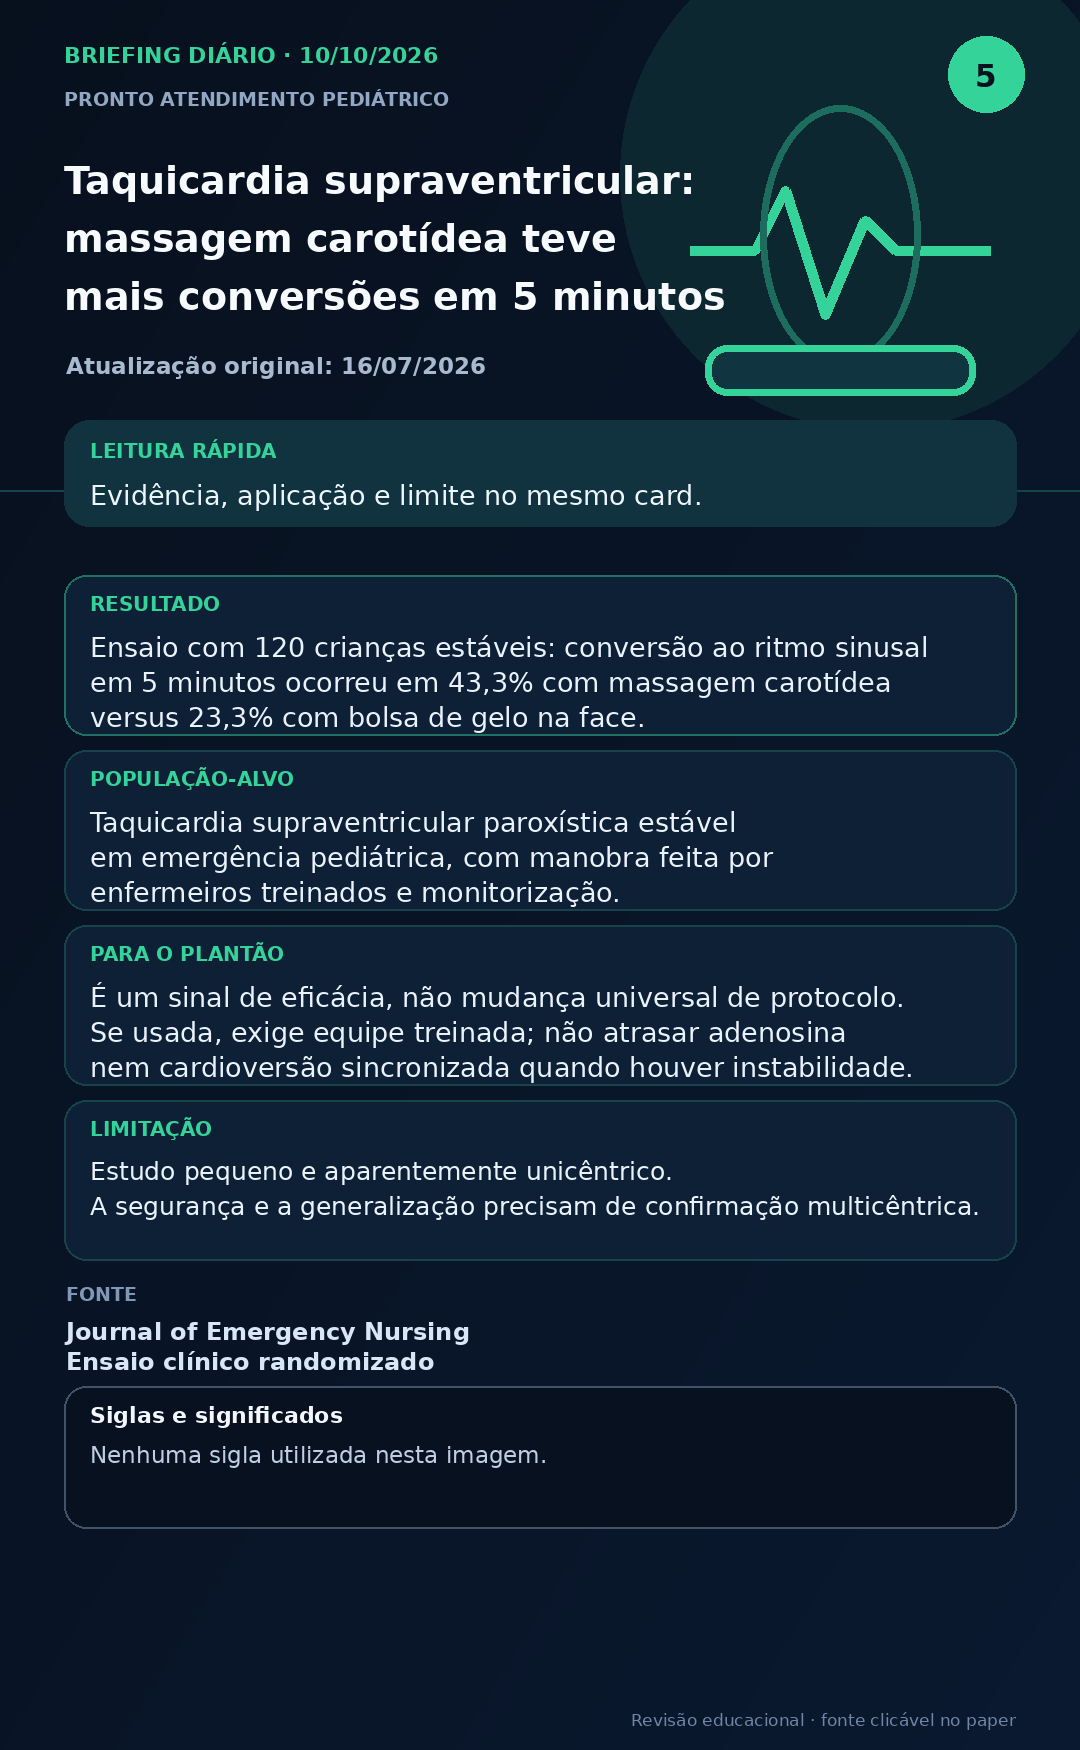 BRIEFING DIÁRIO · 10/10/2026
5
PRONTO ATENDIMENTO PEDIÁTRICO
Taquicardia supraventricular:
massagem carotídea teve
mais conversões em 5 minutos
Atualização original: 16/07/2026
LEITURA RÁPIDA
Evidência, aplicação e limite no mesmo card.
RESULTADO
Ensaio com 120 crianças estáveis: conversão ao ritmo sinusal
em 5 minutos ocorreu em 43,3% com massagem carotídea
versus 23,3% com bolsa de gelo na face.
POPULAÇÃO-ALVO
Taquicardia supraventricular paroxística estável
em emergência pediátrica, com manobra feita por
enfermeiros treinados e monitorização.
PARA O PLANTÃO
É um sinal de eficácia, não mudança universal de protocolo.
Se usada, exige equipe treinada; não atrasar adenosina
nem cardioversão sincronizada quando houver instabilidade.
LIMITAÇÃO
Estudo pequeno e aparentemente unicêntrico.
A segurança e a generalização precisam de confirmação multicêntrica.
FONTE
Journal of Emergency Nursing
Ensaio clínico randomizado
Siglas e significados
Nenhuma sigla utilizada nesta imagem.
Revisão educacional · fonte clicável no paper